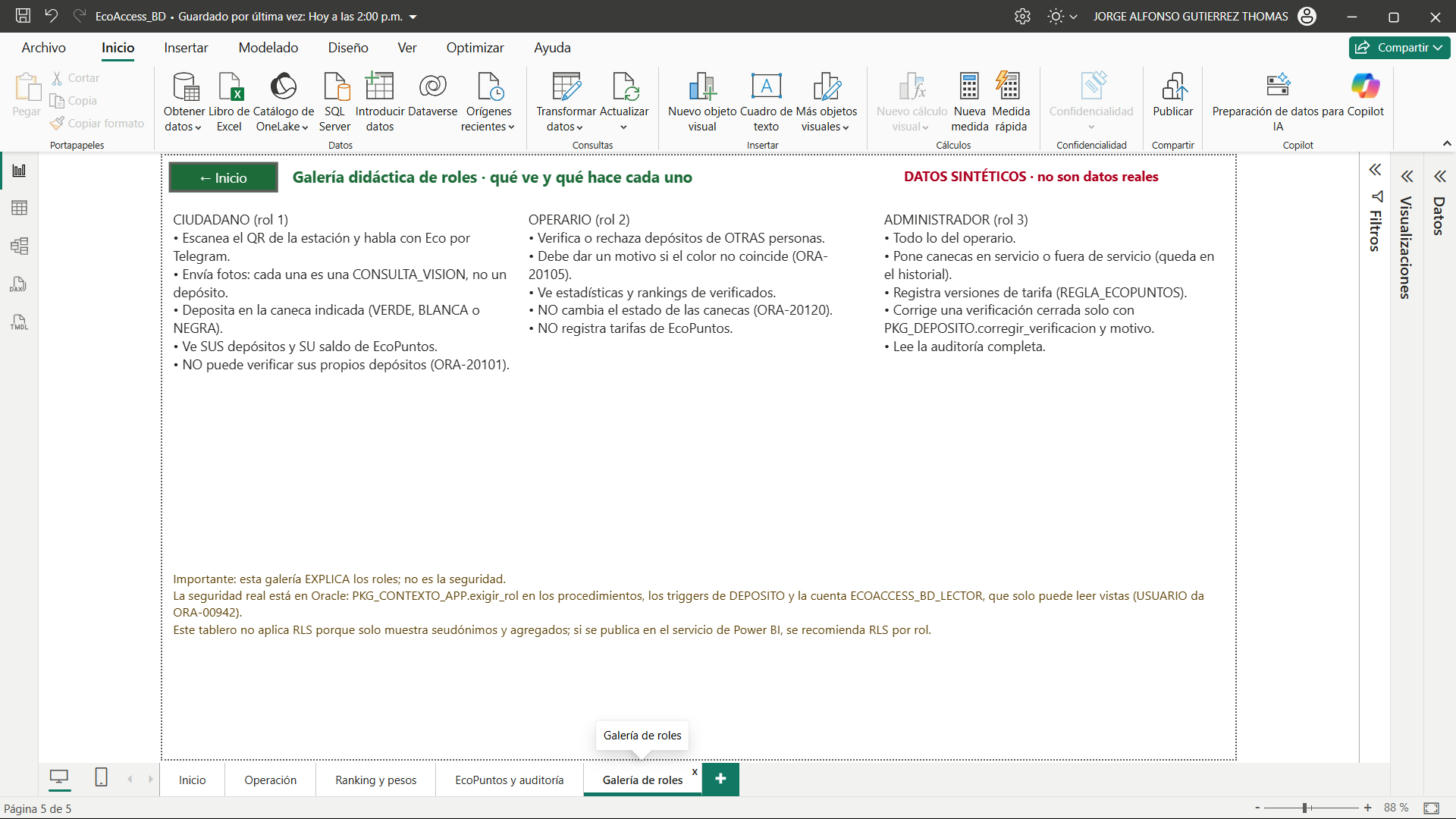 EcoAccess_BD • Guardado por última vez: Hoy a las 2:00 p.m.
JORGE ALFONSO GUTIERREZ THOMAS
Archivo
Inicio
Insertar
Modelado
Diseño
Ver
Optimizar
Ayuda
Compartir
Pegar
Cortar
Copia
Copiar formato
Portapapeles
Obtener datos
Libro de Excel
Catálogo de OneLake
SQL Server
Introducir datos
Dataverse
Orígenes recientes
Datos
Transformar datos
Actualizar
Consultas
Nuevo objeto visual
Cuadro de texto
Más objetos visuales
Insertar
Nuevo cálculo visual
Nueva medida
Medida rápida
Cálculos
Confidencialidad
Confidencialidad
Publicar
Compartir
Preparación de datos para IA
Copilot
Copilot
DAX
TMDL
← Inicio
Galería didáctica de roles · qué ve y qué hace cada uno
DATOS SINTÉTICOS · no son datos reales
CIUDADANO (rol 1)
• Escanea el QR de la estación y habla con Eco por
Telegram.
• Envía fotos: cada una es una CONSULTA_VISION, no un
depósito.
• Deposita en la caneca indicada (VERDE, BLANCA o
NEGRA).
• Ve SUS depósitos y SU saldo de EcoPuntos.
• NO puede verificar sus propios depósitos (ORA-20101).
OPERARIO (rol 2)
• Verifica o rechaza depósitos de OTRAS personas.
• Debe dar un motivo si el color no coincide (ORA-
20105).
• Ve estadísticas y rankings de verificados.
• NO cambia el estado de las canecas (ORA-20120).
• NO registra tarifas de EcoPuntos.
ADMINISTRADOR (rol 3)
• Todo lo del operario.
• Pone canecas en servicio o fuera de servicio (queda en
el historial).
• Registra versiones de tarifa (REGLA_ECOPUNTOS).
• Corrige una verificación cerrada solo con
PKG_DEPOSITO.corregir_verificacion y motivo.
• Lee la auditoría completa.
Importante: esta galería EXPLICA los roles; no es la seguridad.
La seguridad real está en Oracle: PKG_CONTEXTO_APP.exigir_rol en los procedimientos, los triggers de DEPOSITO y la cuenta ECOACCESS_BD_LECTOR, que solo puede leer vistas (USUARIO da
ORA-00942).
Este tablero no aplica RLS porque solo muestra seudónimos y agregados; si se publica en el servicio de Power BI, se recomienda RLS por rol.
Filtros
Visualizaciones
Datos
Galería de roles
Inicio
Operación
Ranking y pesos
EcoPuntos y auditoría
Galería de roles
x
+
Página 5 de 5
- + 88 %